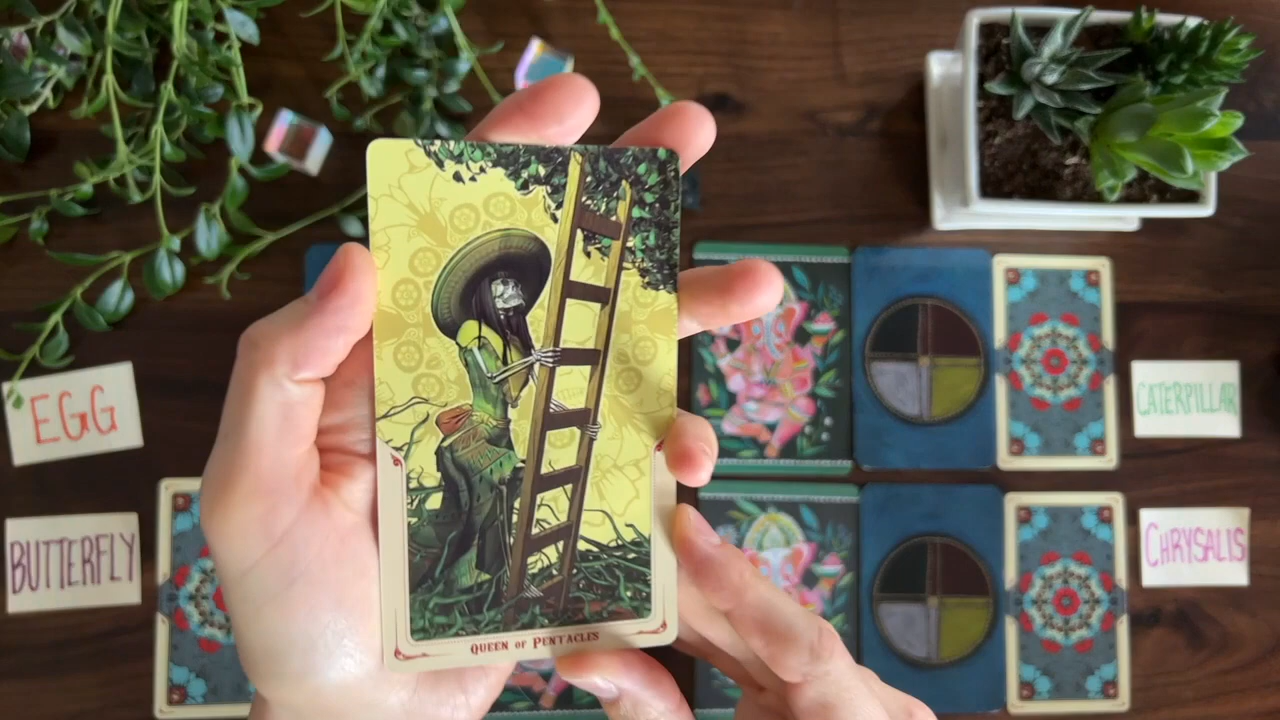 EGG
CATERPILLAR
BUTTERFLY
CHRYSALIS
QUEEN OF PENTACLES